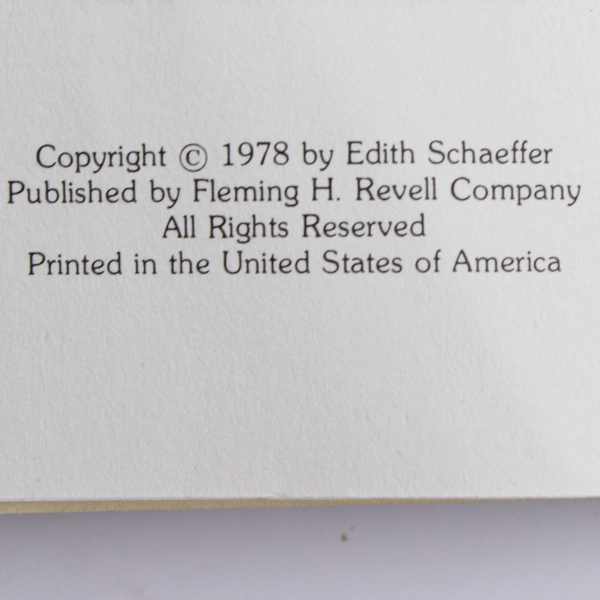 Copyright © 1978 by Edith Schaeffer
Published by Fleming H. Revell Company
All Rights Reserved
Printed in the United States of America